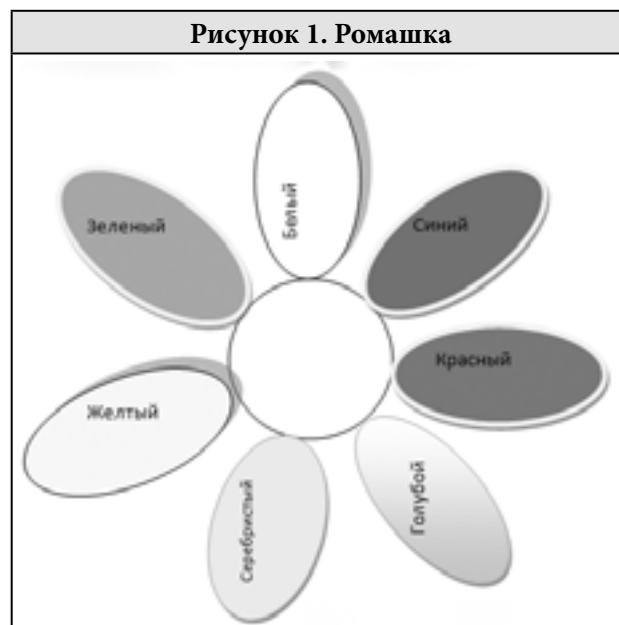 Рисунок 1. Ромашка
Белый
Синий
Красный
Голубой
Серебристый
Желтый
Зеленый